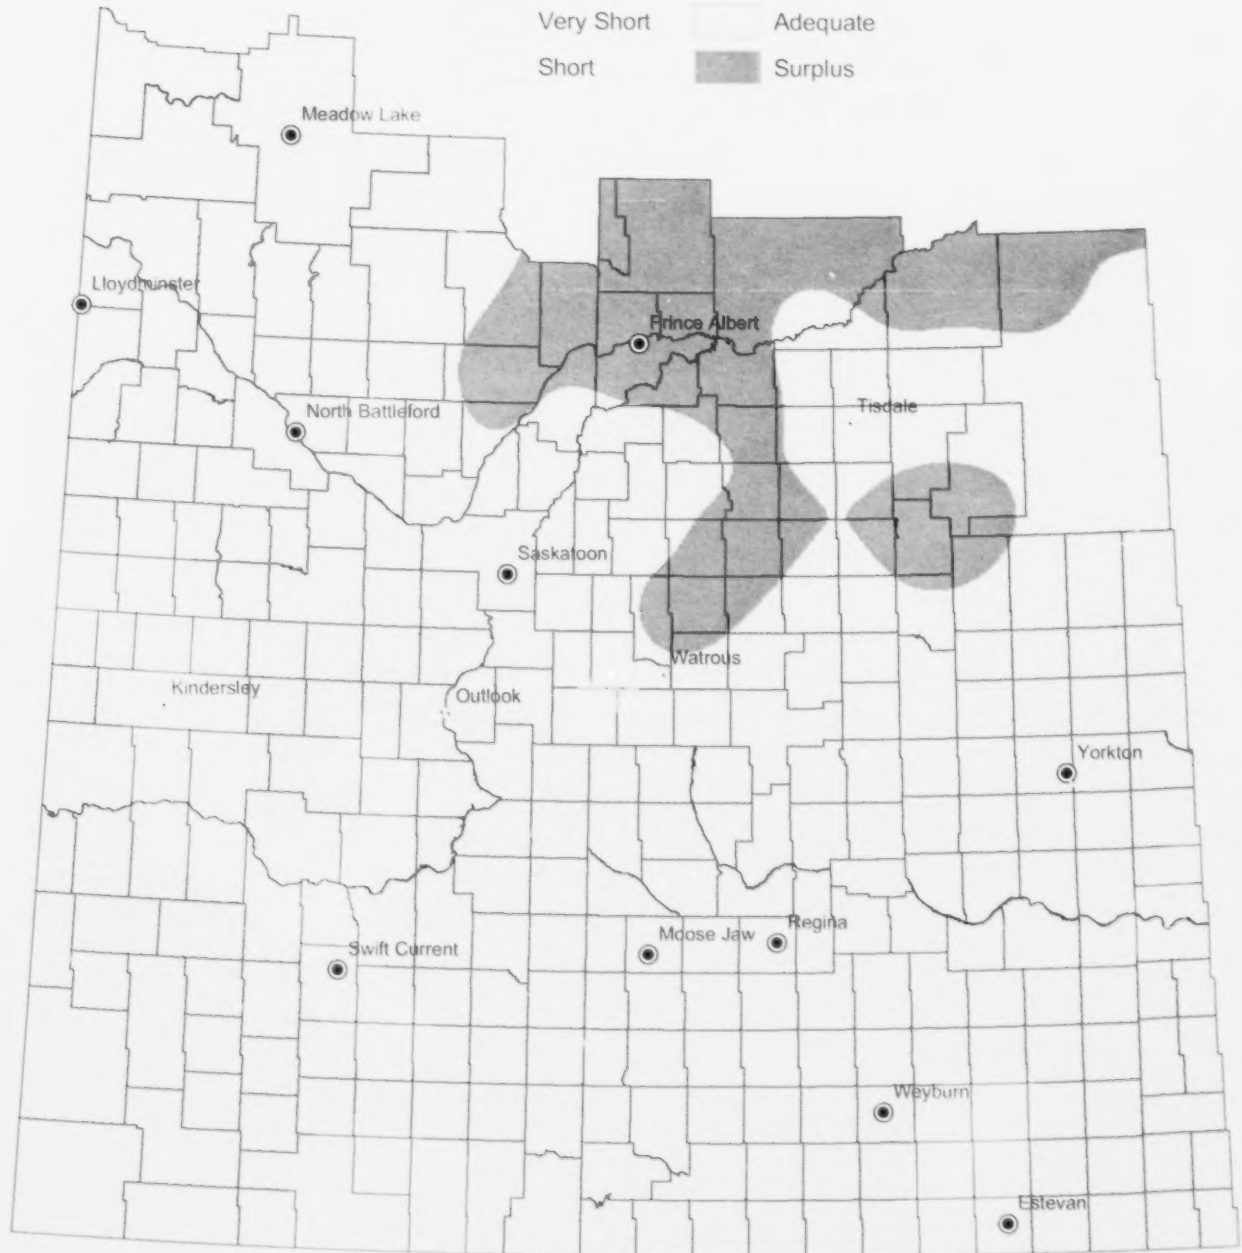 Very Short
Adequate
Short
Surplus
Meadow Lake
Lloydminster
Prince Albert
North Battleford
Tisdale
Saskatoon
Watrous
Kindersley
Outlook
Yorkton
Regina
Moose Jaw
Swift Current
Weyburn
Estevan